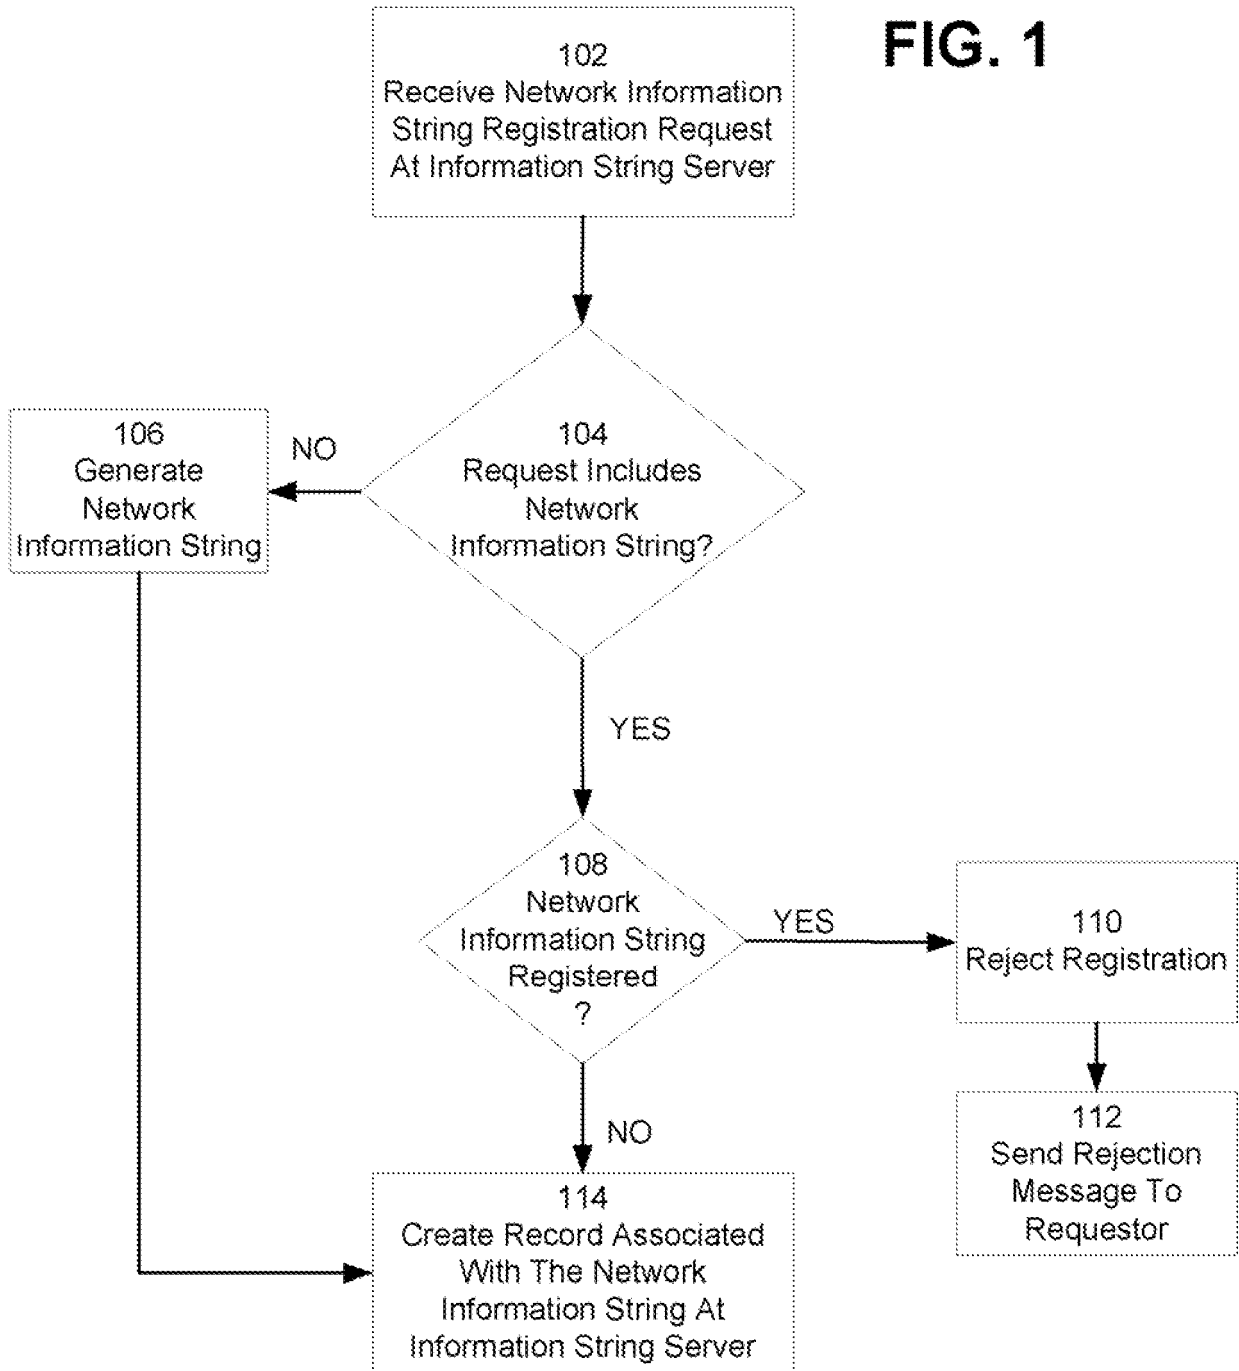 FIG. 1
102
Receive Network Information
String Registration Request
At Information String Server
104
Request Includes
Network
Information String?
NO
106
Generate
Network
Information String
YES
108
Network
Information String
Registered
?
YES
110
Reject Registration
112
Send Rejection
Message To
Requestor
NO
114
Create Record Associated
With The Network
Information String At
Information String Server